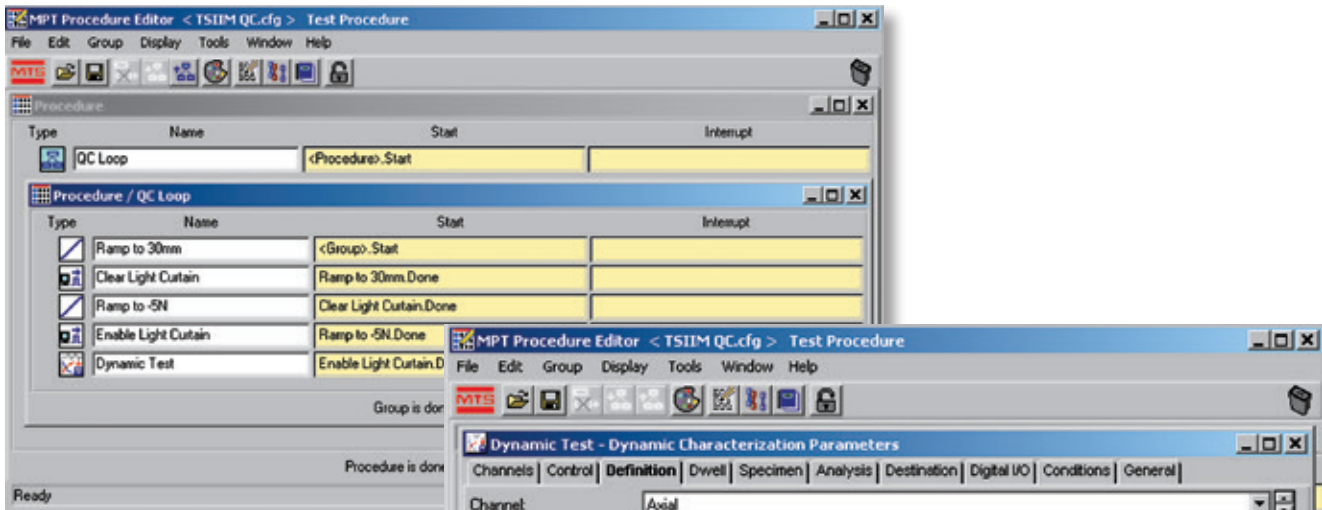 MPT Procedure Editor < TSIIM QC.cfg > Test Procedure
File Edit Group Display Tools Window Help
MTS
Procedure
Type Name Start Interrupt
QC Loop <Procedure>.Start
Procedure / QC Loop
Type Name Start Interrupt
Ramp to 30mm <Group>.Start
Clear Light Curtain Ramp to 30mm.Done
Ramp to -5N Clear Light Curtain.Done
Enable Light Curtain Ramp to -5N.Done
Dynamic Test Enable Light Curtain.D
Group is don
Procedure is done
Ready
MPT Procedure Editor < TSIIM QC.cfg > Test Procedure
File Edit Group Display Tools Window Help
MTS
Dynamic Test - Dynamic Characterization Parameters
Channels Control Definition Dwell Specimen Analysis Destination Digital I/O Conditions General
Channel: Axial